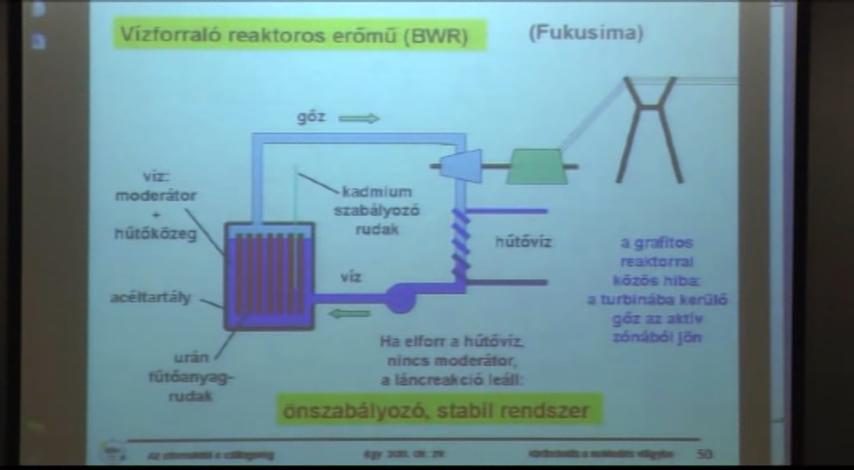 Vízforraló reaktoros erőmű (BWR)
(Fukusima)
gőz
víz:
moderátor
+
hűtőközeg
kadmium
szabályozó
rudak
hűtővíz
víz
acéltartály
urán
fűtőanyag-
rudak
a grafitos
reaktorral
közös hiba:
a turbinába kerülő
gőz az aktív
zónából jön
Ha elforr a hűtővíz,
nincs moderátor,
a láncreakció leáll:
önszabályozó, stabil rendszer
50